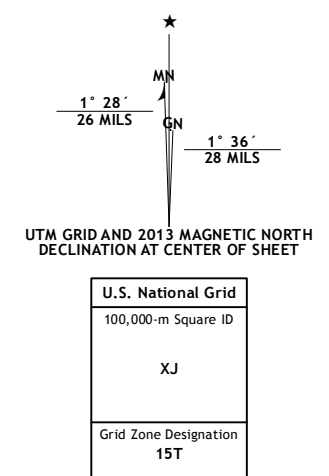 ★
MN
1° 28´
26 MILS
GN
1° 36´
28 MILS
UTM GRID AND 2013 MAGNETIC NORTH
DECLINATION AT CENTER OF SHEET
U.S. National Grid
100,000-m Square ID
XJ
Grid Zone Designation
15T